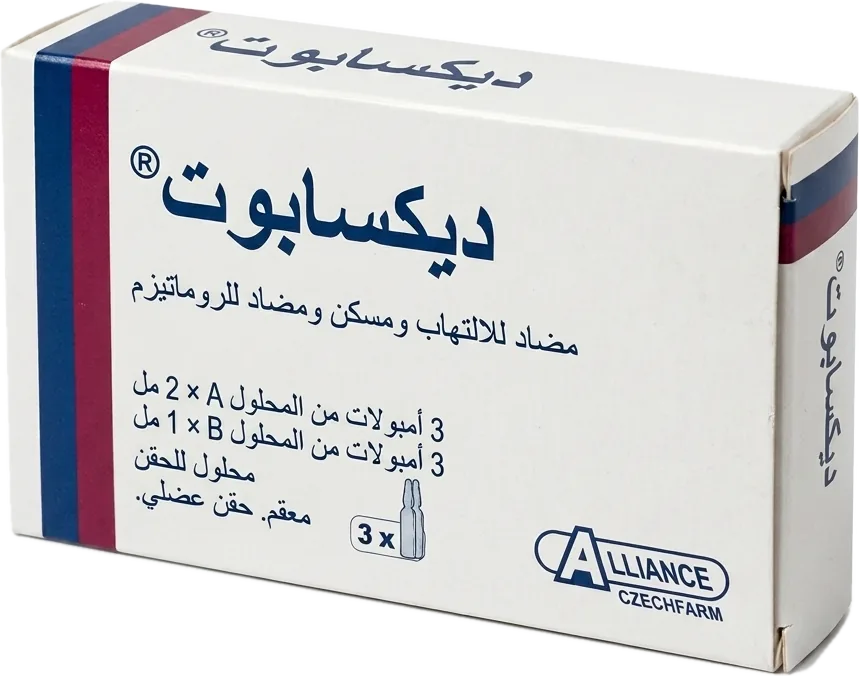 ديكسابوت®
ديكسابوت®
مضاد للالتهاب ومسكن ومضاد للروماتيزم
3 أمبولات من المحلول A × 2 مل
3 أمبولات من المحلول B × 1 مل
محلول للحقن
معقم. حقن عضلي.
3 x
ALLIANCE
CZECHFARM
ديكسابوت®